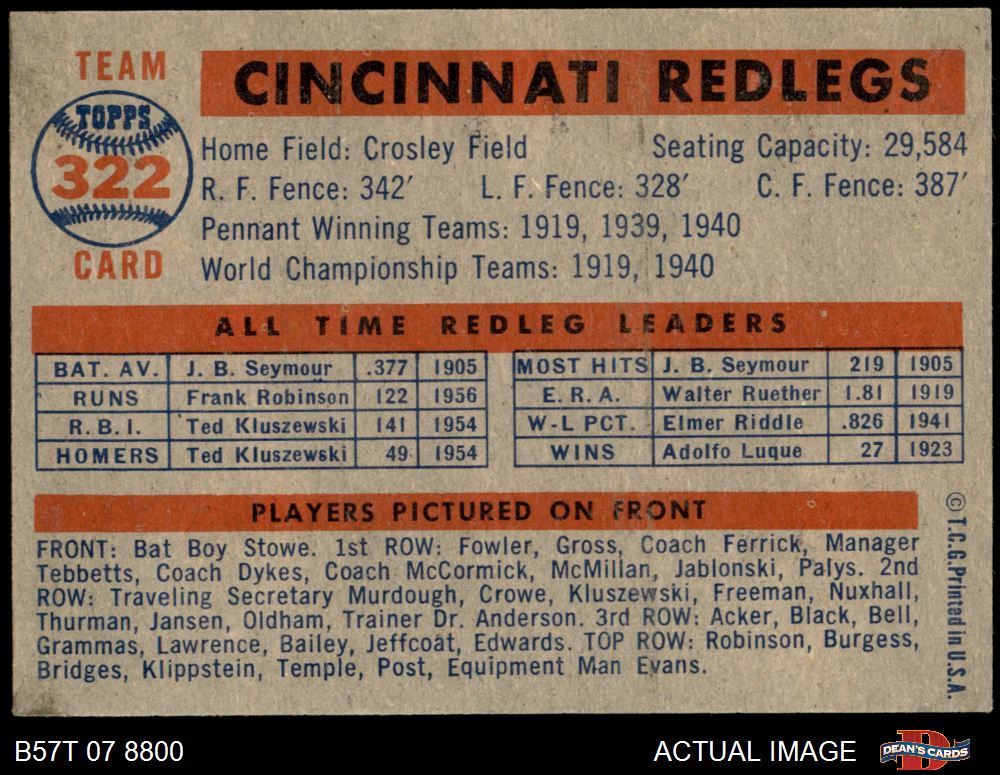 TEAM
CINCINNATI REDLEGS
TOPPS
322
CARD
Home Field: Crosley Field Seating Capacity: 29,584
R. F. Fence: 342′ L. F. Fence: 328′ C. F. Fence: 387′
Pennant Winning Teams: 1919, 1939, 1940
World Championship Teams: 1919, 1940
ALL TIME REDLEG LEADERS
BAT. AV. J. B. Seymour .377 1905 MOST HITS J. B. Seymour 219 1905
RUNS Frank Robinson 122 1956 E. R. A. Walter Ruether 1.81 1919
R. B. I. Ted Kluszewski 141 1954 W-L PCT. Elmer Riddle .826 1941
HOMERS Ted Kluszewski 49 1954 WINS Adolfo Luque 27 1923
PLAYERS PICTURED ON FRONT
FRONT: Bat Boy Stowe. 1st ROW: Fowler, Gross, Coach Ferrick, Manager
Tebbetts, Coach Dykes, Coach McCormick, McMillan, Jablonski, Palys. 2nd
ROW: Traveling Secretary Murdough, Crowe, Kluszewski, Freeman, Nuxhall,
Thurman, Jansen, Oldham, Trainer Dr. Anderson. 3rd ROW: Acker, Black, Bell,
Grammas, Lawrence, Bailey, Jeffcoat, Edwards. TOP ROW: Robinson, Burgess,
Bridges, Klippstein, Temple, Post, Equipment Man Evans.
© T.C.G. Printed in U.S.A.
B57T 07 8800 ACTUAL IMAGE
D
DEAN'S CARDS